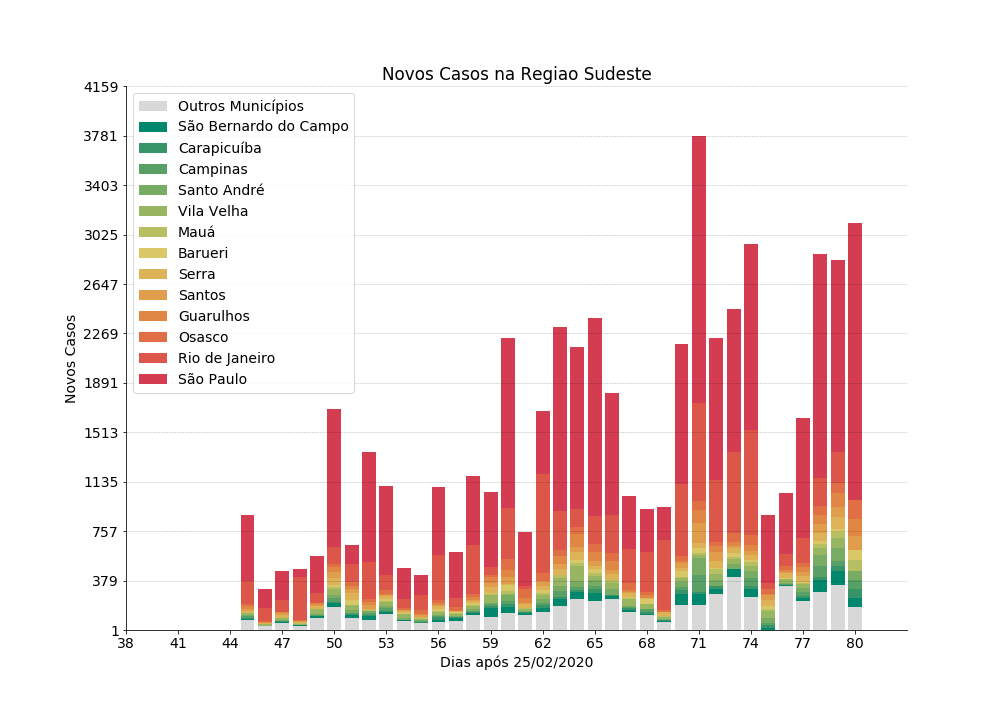 Novos Casos na Regiao Sudeste
4159
3781
3403
3025
2647
2269
1891
1513
1135
757
379
1
Novos Casos
Outros Municípios
São Bernardo do Campo
Carapicuíba
Campinas
Santo André
Vila Velha
Mauá
Barueri
Serra
Santos
Guarulhos
Osasco
Rio de Janeiro
São Paulo
38 41 44 47 50 53 56 59 62 65 68 71 74 77 80
Dias após 25/02/2020